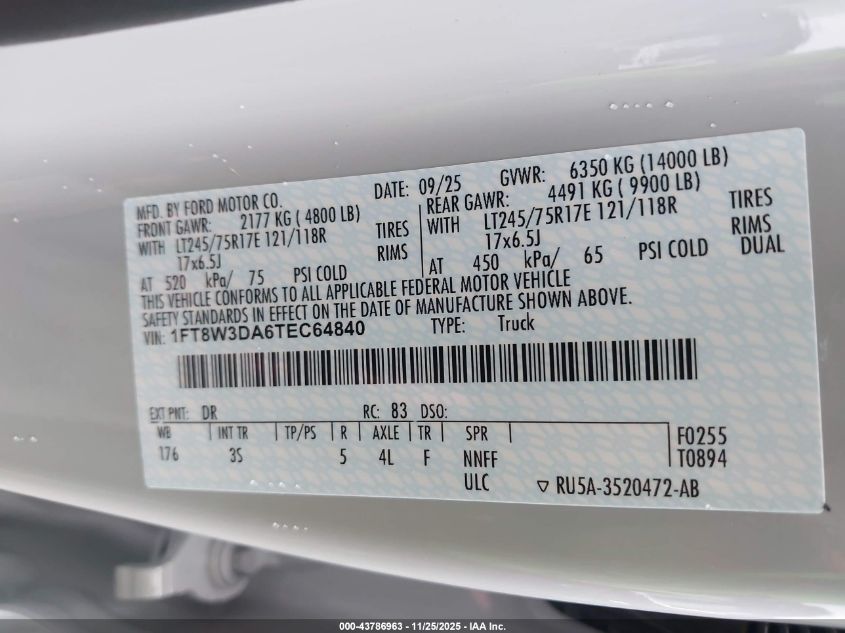 MFD. BY FORD MOTOR CO.
DATE: 09/25
GVWR: 6350 KG (14000 LB)
FRONT GAWR: 2177 KG ( 4800 LB)
REAR GAWR: 4491 KG ( 9900 LB)
WITH LT245/75R17E 121/118R TIRES
WITH LT245/75R17E 121/118R TIRES
17x6.5J RIMS
17x6.5J RIMS
AT 520 kPa/ 75 PSI COLD
AT 450 kPa/ 65 PSI COLD DUAL
THIS VEHICLE CONFORMS TO ALL APPLICABLE FEDERAL MOTOR VEHICLE
SAFETY STANDARDS IN EFFECT ON THE DATE OF MANUFACTURE SHOWN ABOVE.
VIN: 1FT8W3DA6TEC64840 TYPE: Truck
EXT PNT: DR RC: 83 DSO:
WB INT TR TP/PS R AXLE TR SPR F0255
176 3S 5 4L F NNFF T0894
ULC ▽ RU5A-3520472-AB
000-43786963 - 11/25/2025 - IAA Inc.